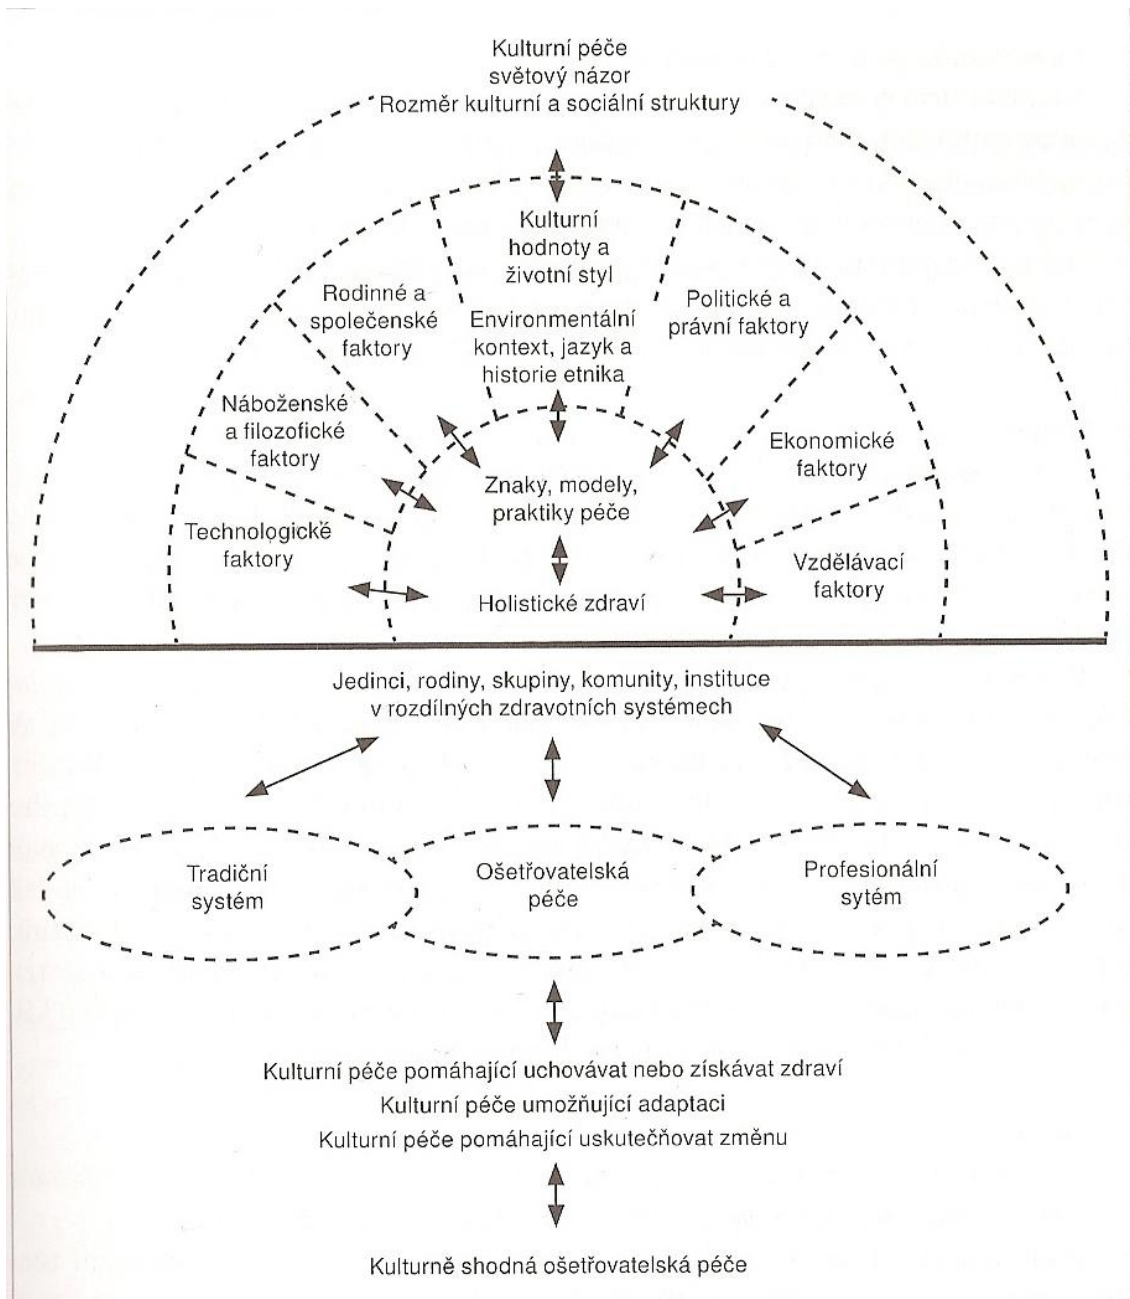 Kulturní péče
světový názor
Rozměr kulturní a sociální struktury
Kulturní
hodnoty a
životní styl
Rodinné a
společenské
faktory
Politické a
právní faktory
Environmentální
kontext, jazyk a
historie etnika
Náboženské
a filozofické
faktory
Ekonomické
faktory
Znaky, modely,
praktiky péče
Technologické
faktory
Vzdělávací
faktory
Holistické zdraví
Jedinci, rodiny, skupiny, komunity, instituce
v rozdílných zdravotních systémech
Tradiční
systém
Ošetřovatelská
péče
Profesionální
sytém
Kulturní péče pomáhající uchovávat nebo získávat zdraví
Kulturní péče umožňující adaptaci
Kulturní péče pomáhající uskutečňovat změnu
Kulturně shodná ošetřovatelská péče